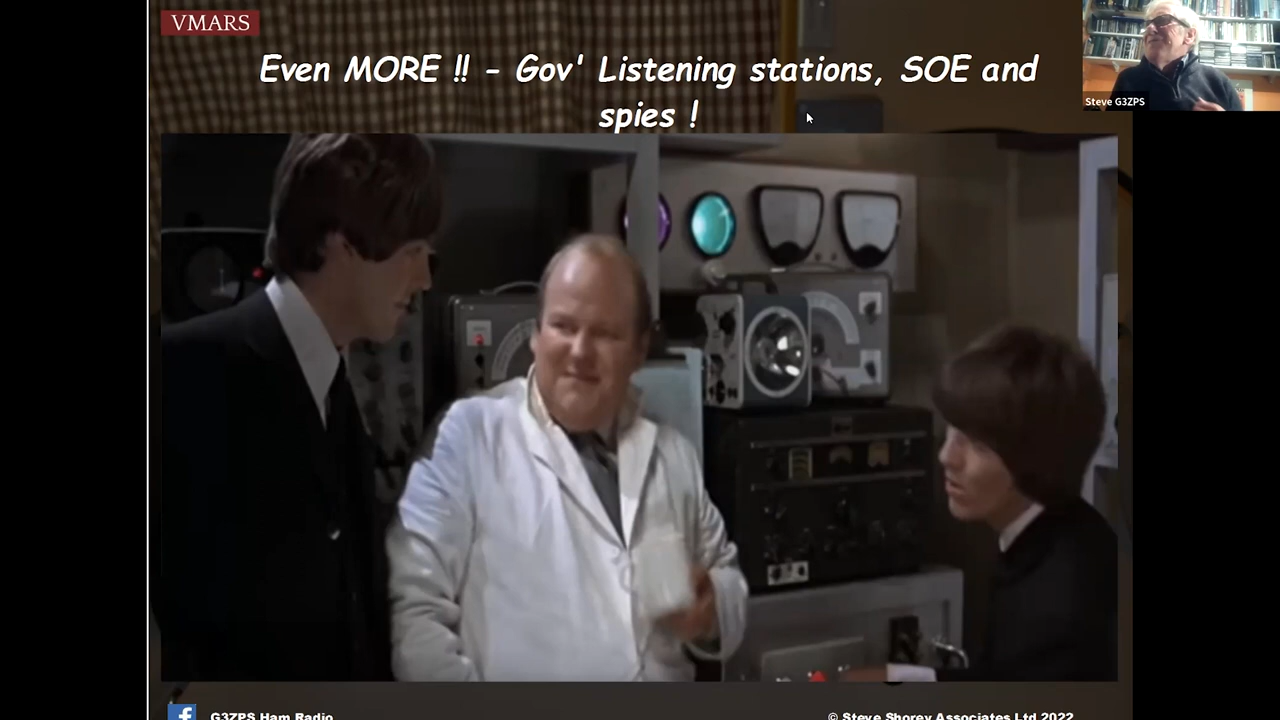 VMARS
Even MORE !! - Gov' Listening stations, SOE and
spies !
Steve G3ZPS
G3ZPS Ham Radio
© Steve Shorey Associates Ltd 2022